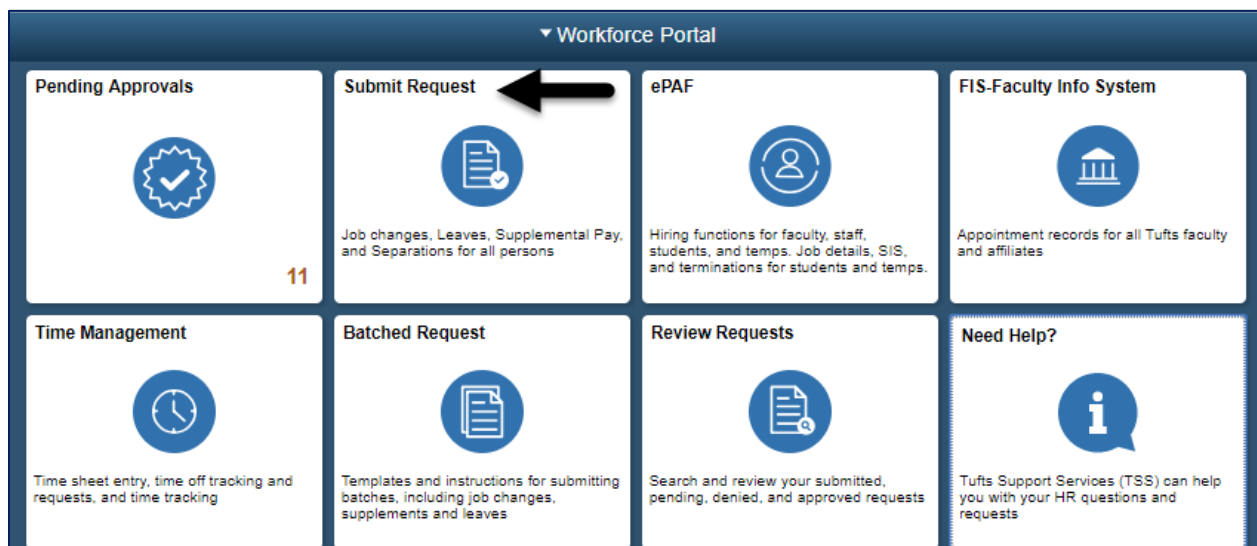 Workforce Portal
Pending Approvals
11
Submit Request
Job changes, Leaves, Supplemental Pay,
and Separations for all persons
ePAF
Hiring functions for faculty, staff,
students, and temps. Job details, SIS,
and terminations for students and temps.
FIS-Faculty Info System
Appointment records for all Tufts faculty
and affiliates
Time Management
Time sheet entry, time off tracking and
requests, and time tracking
Batched Request
Templates and instructions for submitting
batches, including job changes,
supplements and leaves
Review Requests
Search and review your submitted,
pending, denied, and approved requests
Need Help?
Tufts Support Services (TSS) can help
you with your HR questions and
requests